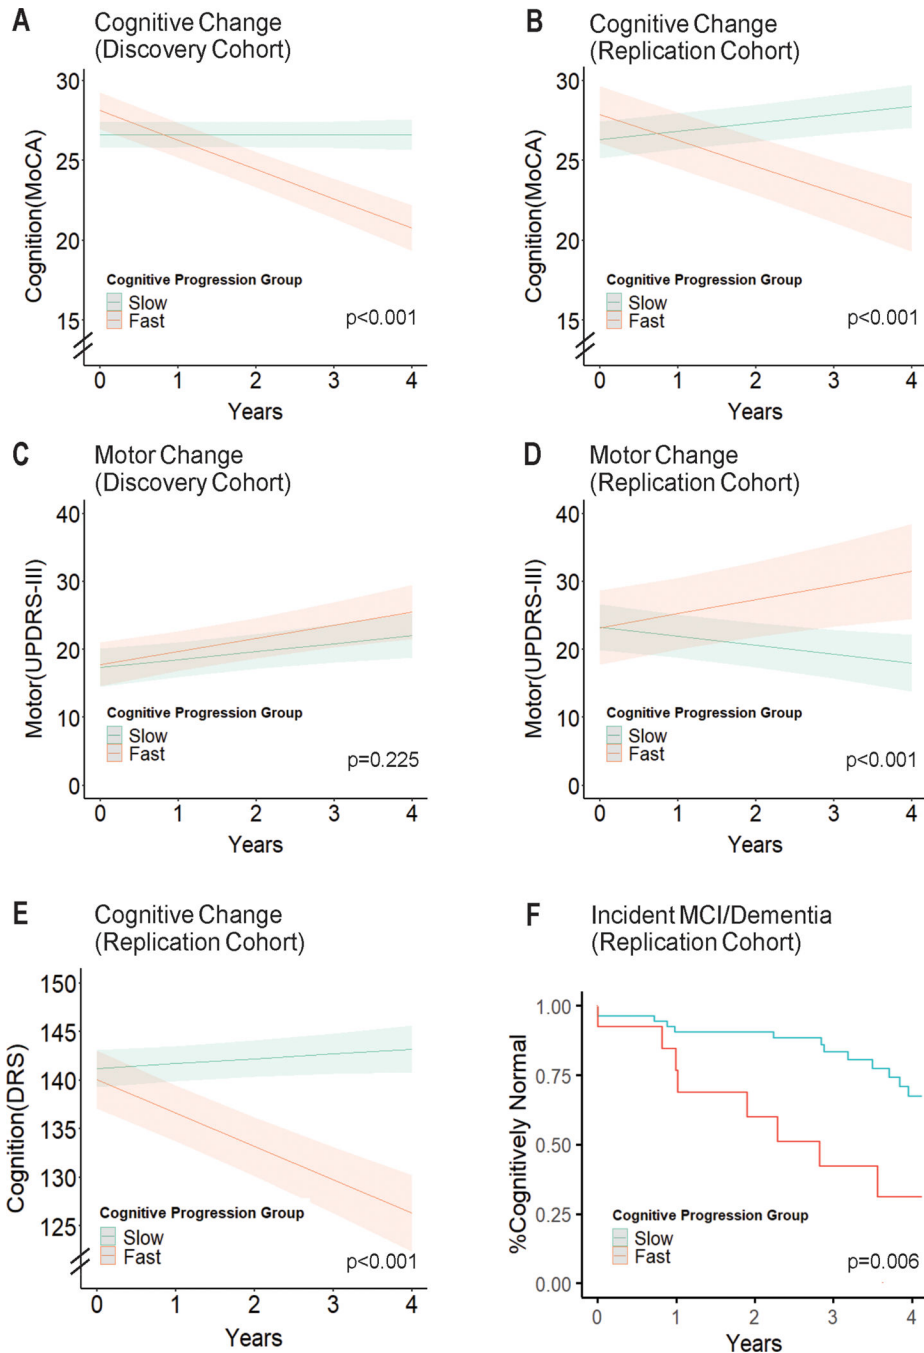 A
Cognitive Change
(Discovery Cohort)
Cognition(MoCA)
30
25
20
15
Cognitive Progression Group
Slow
Fast
p<0.001
0 1 2 3 4
Years
B
Cognitive Change
(Replication Cohort)
Cognition(MoCA)
30
25
20
15
Cognitive Progression Group
Slow
Fast
p<0.001
0 1 2 3 4
Years
C
Motor Change
(Discovery Cohort)
Motor(UPDRS-III)
40
30
20
10
0
Cognitive Progression Group
Slow
Fast
p=0.225
0 1 2 3 4
Years
D
Motor Change
(Replication Cohort)
Motor(UPDRS-III)
40
30
20
10
0
Cognitive Progression Group
Slow
Fast
p<0.001
0 1 2 3 4
Years
E
Cognitive Change
(Replication Cohort)
Cognition(DRS)
150
145
140
135
130
125
Cognitive Progression Group
Slow
Fast
p<0.001
0 1 2 3 4
Years
F
Incident MCI/Dementia
(Replication Cohort)
%Cognitively Normal
1.00
0.75
0.50
0.25
0.00
Cognitive Progression Group
Slow
Fast
p=0.006
0 1 2 3 4
Years